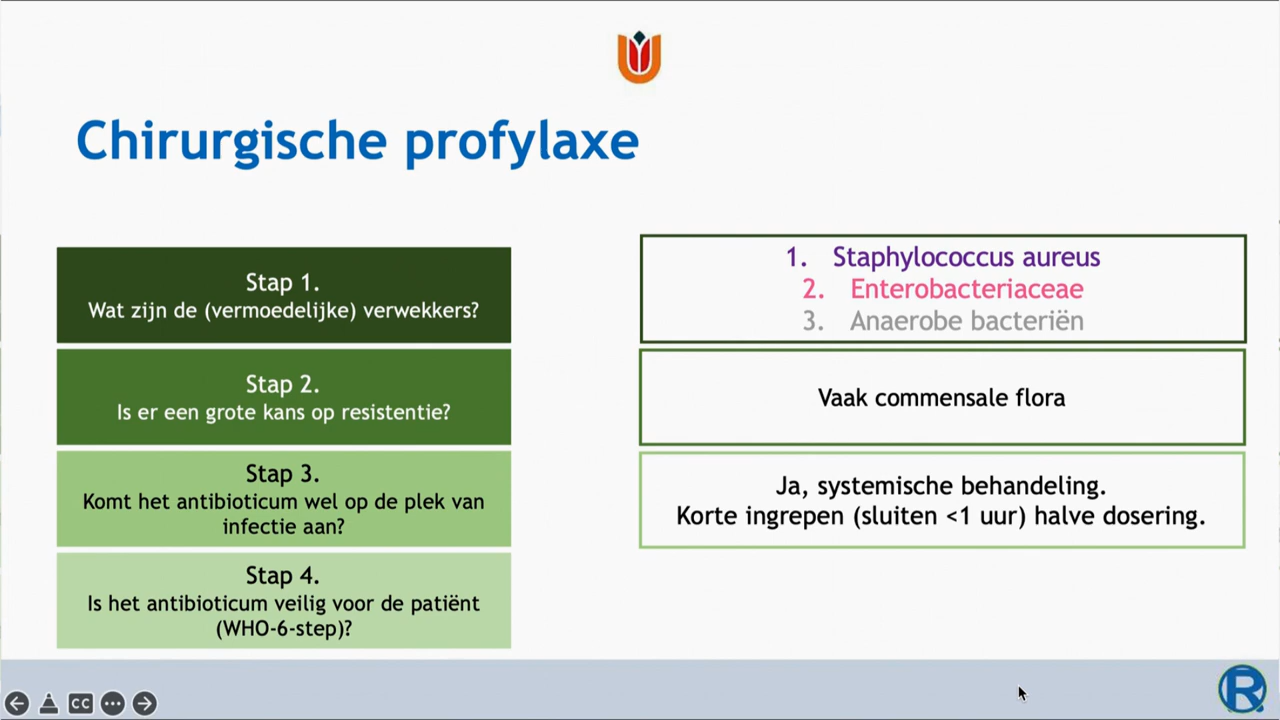 Chirurgische profylaxe
Stap 1.
Wat zijn de (vermoedelijke) verwekkers?
1. Staphylococcus aureus
2. Enterobacteriaceae
3. Anaerobe bacteriën
Stap 2.
Is er een grote kans op resistentie?
Vaak commensale flora
Stap 3.
Komt het antibioticum wel op de plek van
infectie aan?
Ja, systemische behandeling.
Korte ingrepen (sluiten <1 uur) halve dosering.
Stap 4.
Is het antibioticum veilig voor de patiënt
(WHO-6-step)?
CC
R